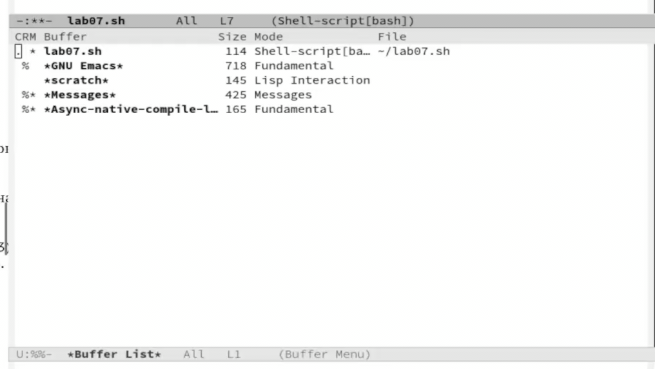 -:**-  lab07.sh       All   L7     (Shell-script[bash])
CRM Buffer                Size Mode             File
.  * lab07.sh              114 Shell-script[ba… ~/lab07.sh
 %  *GNU Emacs*           718 Fundamental
    *scratch*             145 Lisp Interaction
 %* *Messages*            425 Messages
 %* *Async-native-compile-l… 165 Fundamental
U:%%-  *Buffer List*   All   L1     (Buffer Menu)